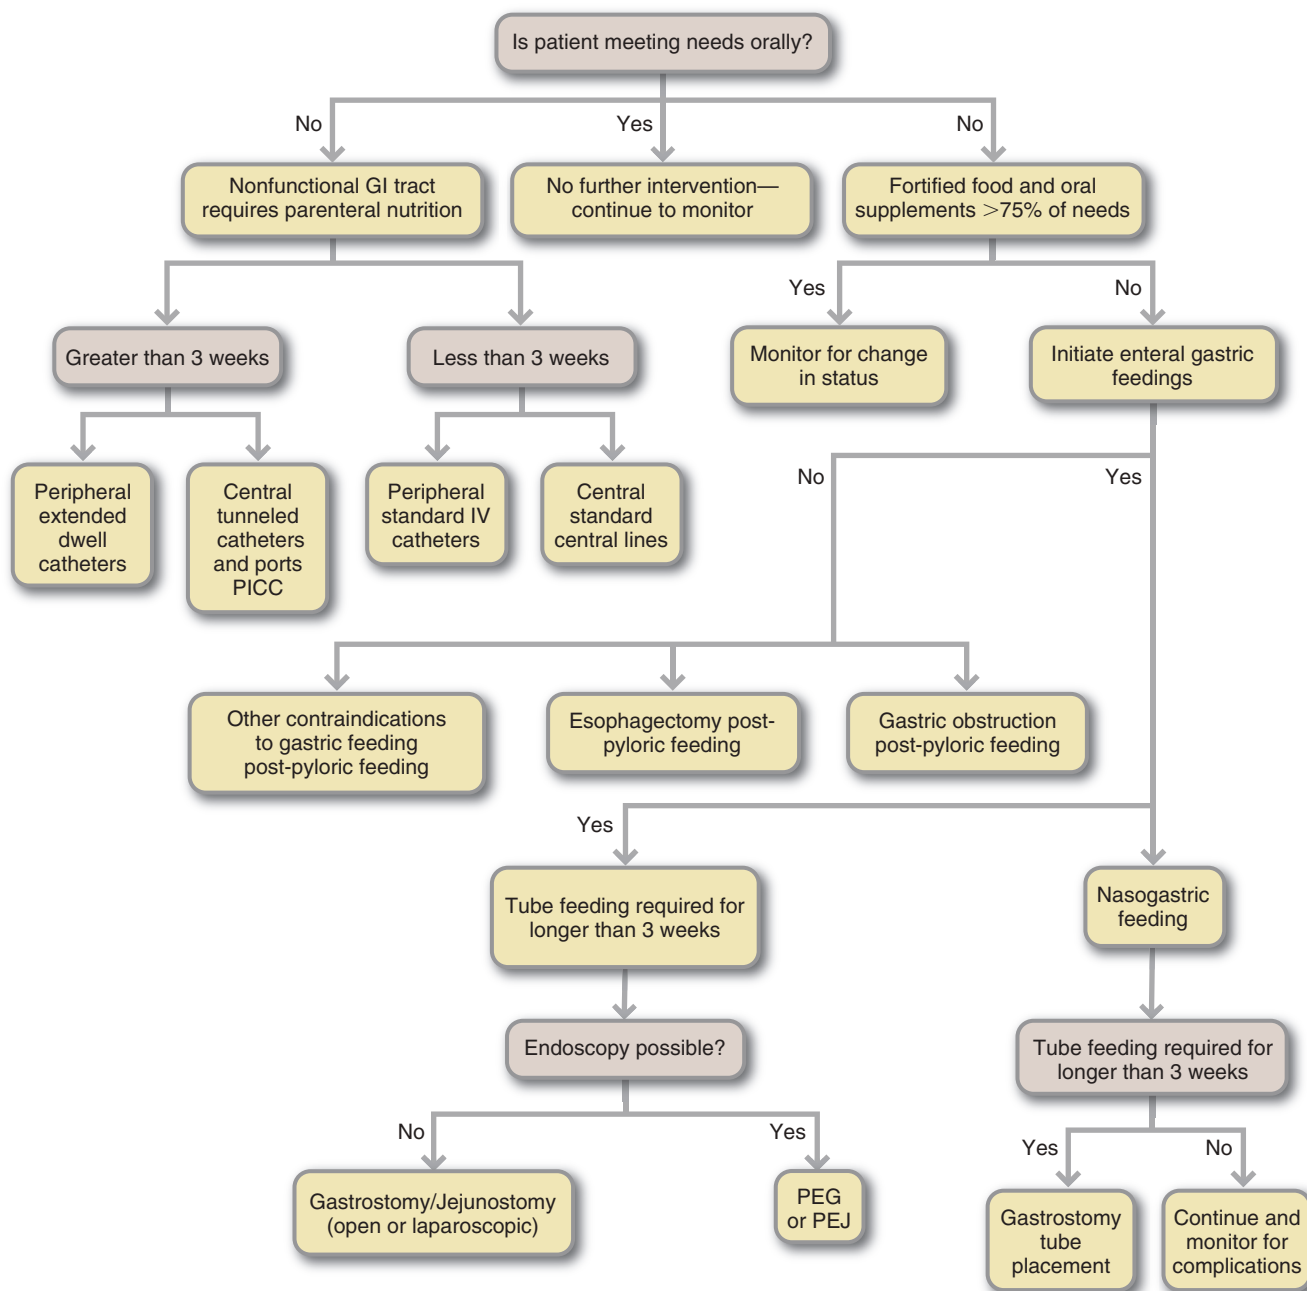 Is patient meeting needs orally?
No
Yes
No
Nonfunctional GI tract
requires parenteral nutrition
No further intervention—
continue to monitor
Fortified food and oral
supplements >75% of needs
Yes
No
Greater than 3 weeks
Less than 3 weeks
Monitor for change
in status
Initiate enteral gastric
feedings
No
Yes
Peripheral
extended
dwell
catheters
Central
tunneled
catheters
and ports
PICC
Peripheral
standard IV
catheters
Central
standard
central lines
Other contraindications
to gastric feeding
post-pyloric feeding
Esophagectomy post-
pyloric feeding
Gastric obstruction
post-pyloric feeding
Yes
Tube feeding required for
longer than 3 weeks
Nasogastric
feeding
Endoscopy possible?
Tube feeding required for
longer than 3 weeks
No
Yes
Yes
No
Gastrostomy/Jejunostomy
(open or laparoscopic)
PEG
or PEJ
Gastrostomy
tube
placement
Continue and
monitor for
complications